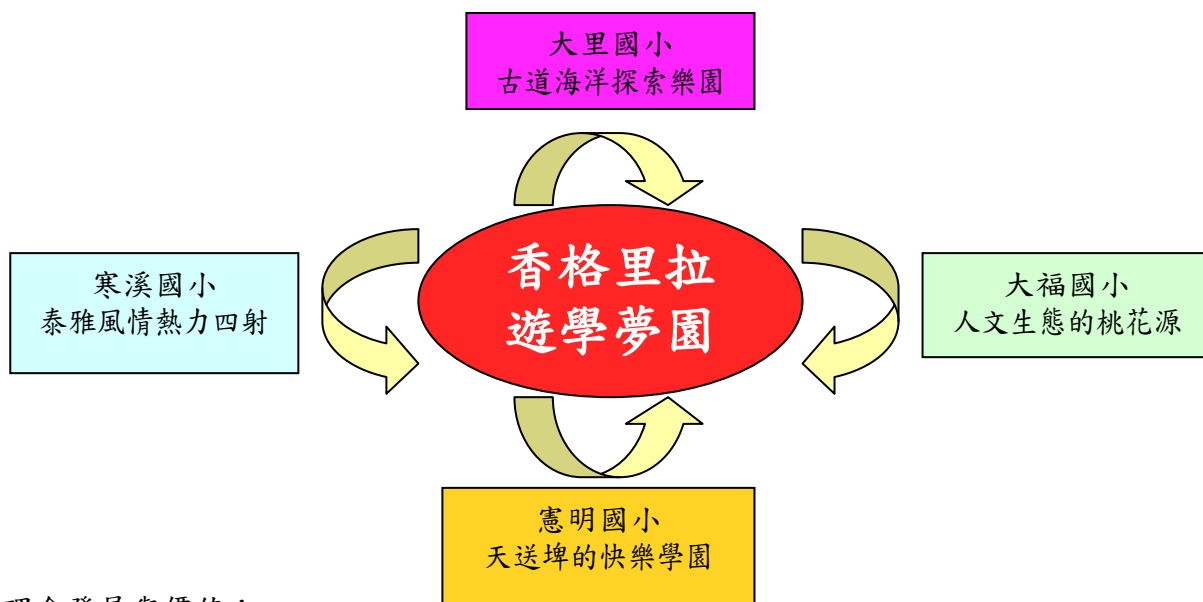 大里國小
古道海洋探索樂園
香格里拉
遊學夢園
寒溪國小
泰雅風情熱力四射
大福國小
人文生態的桃花源
憲明國小
天送埤的快樂學園